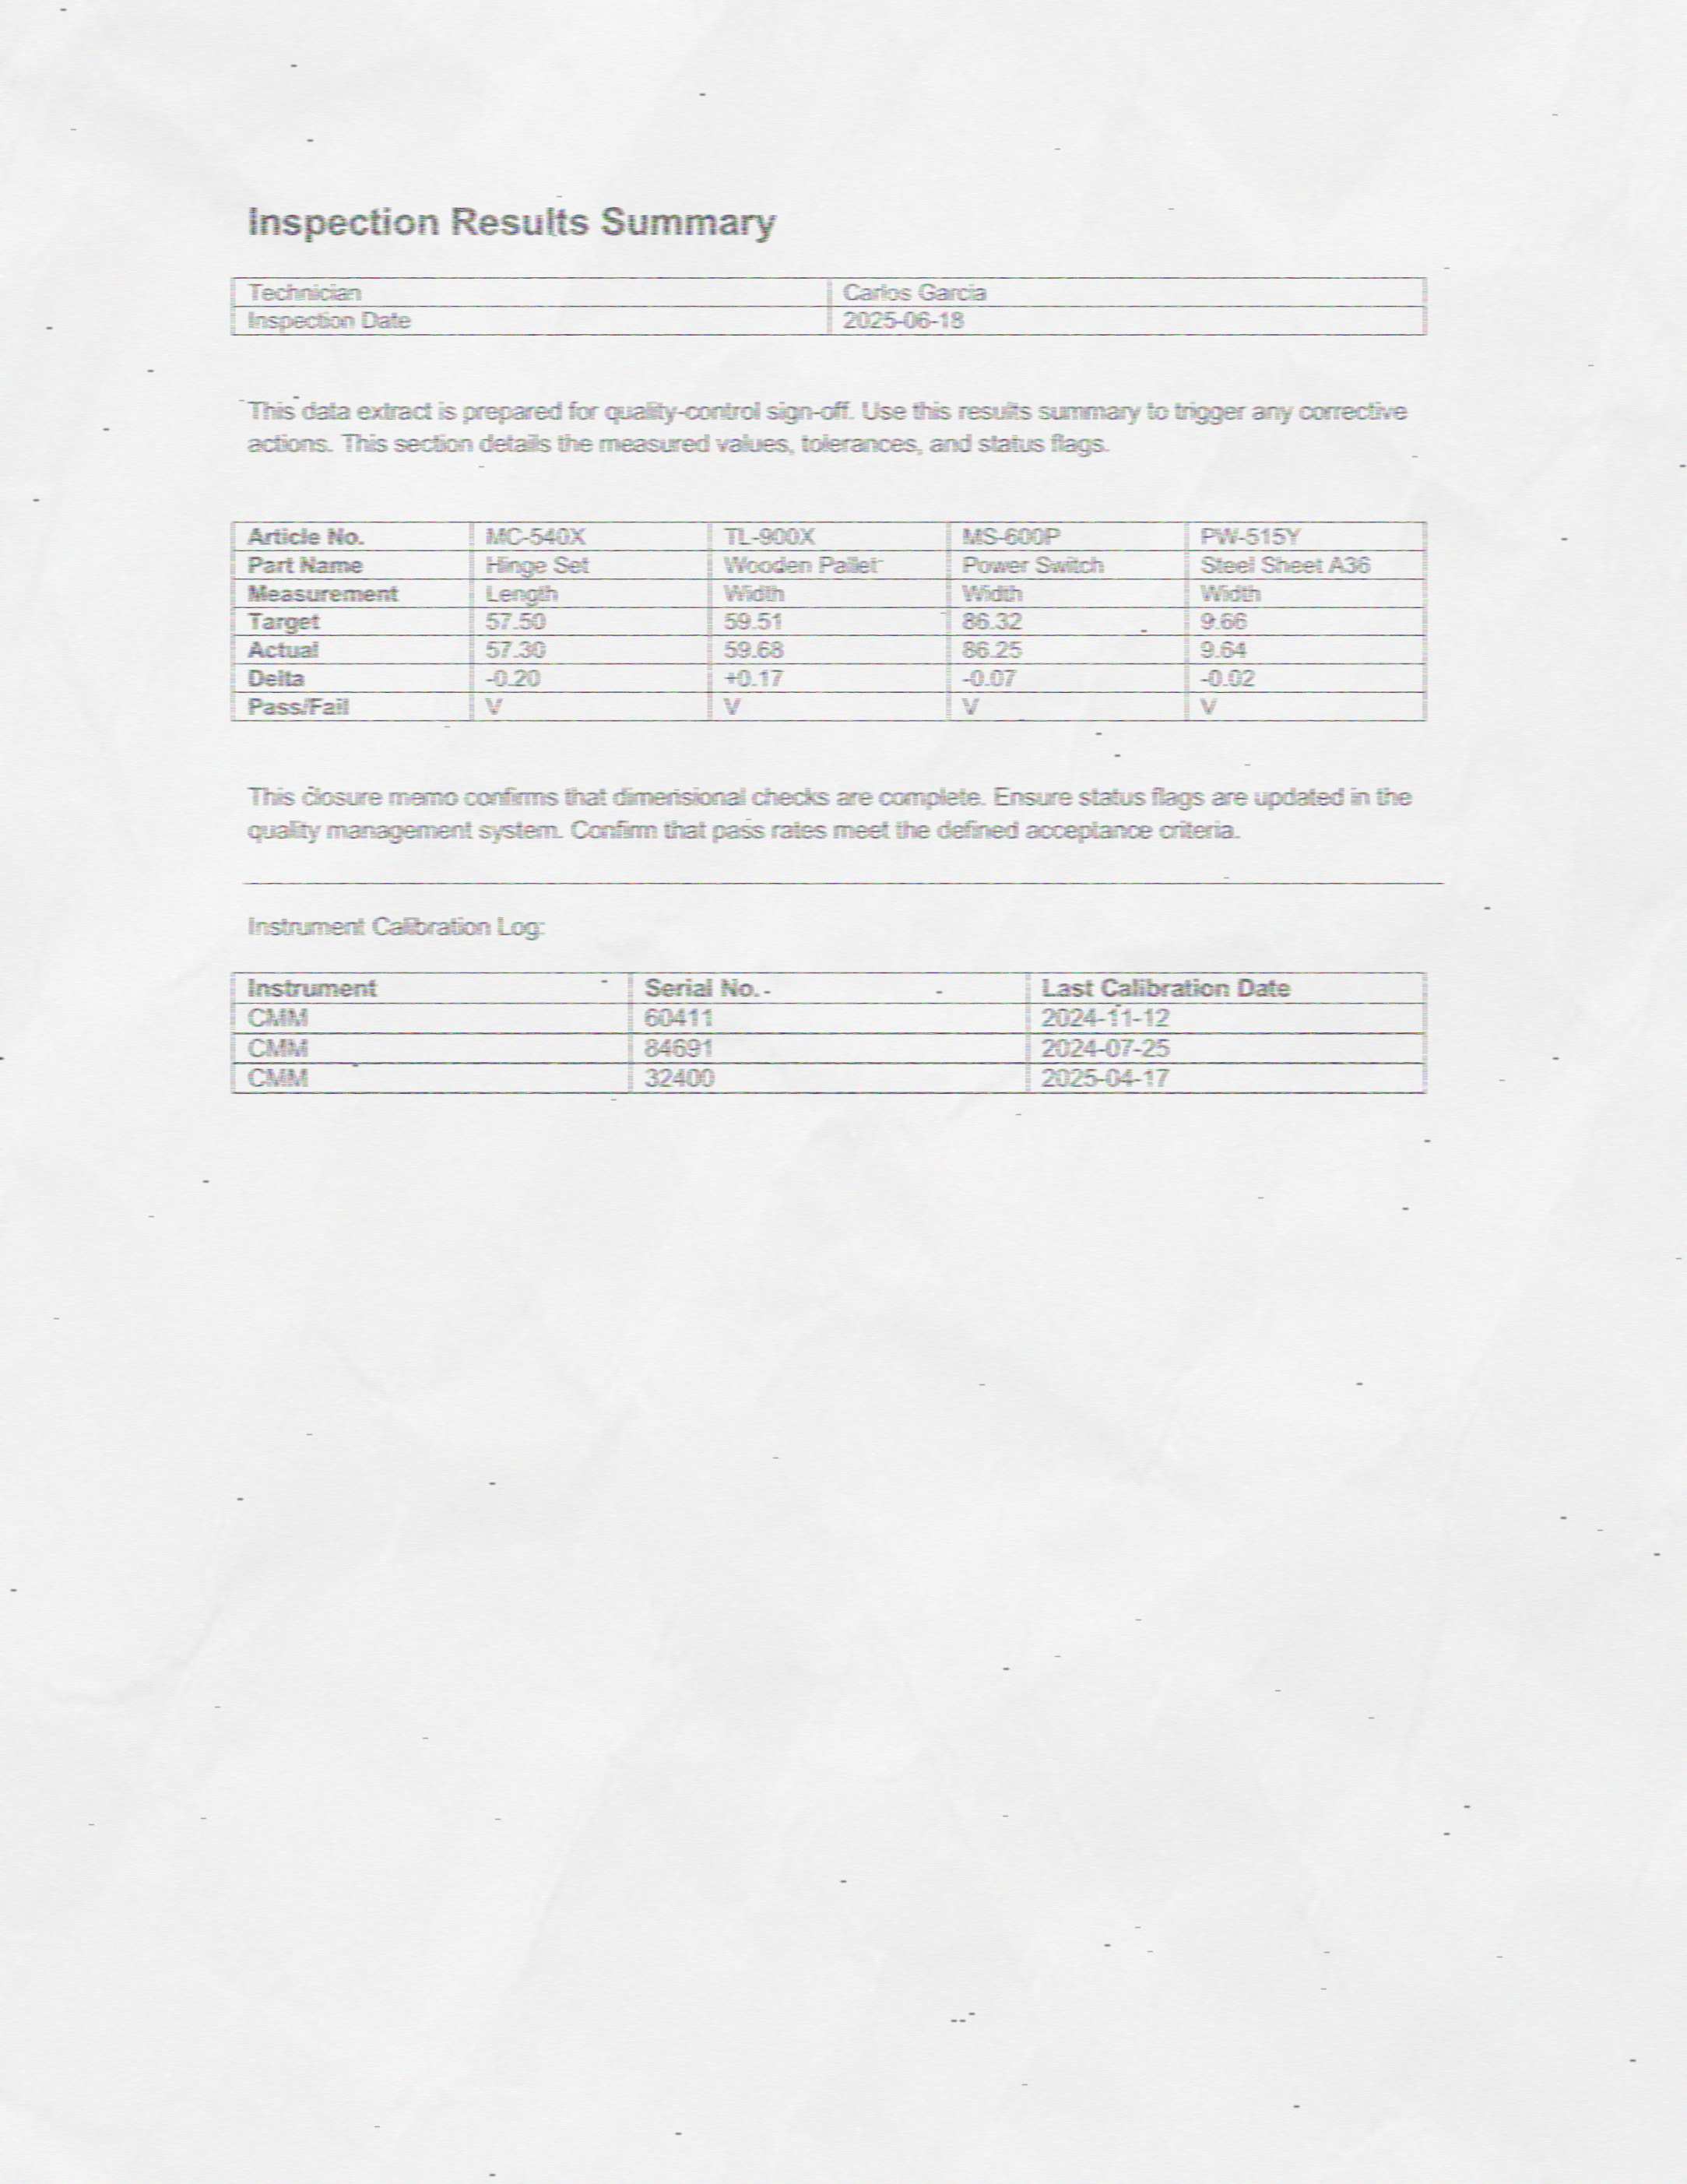 Inspection Results Summary
Technician Carlos Garcia
Inspection Date 2025-06-18
This data extract is prepared for quality-control sign-off. Use this results summary to trigger any corrective
actions. This section details the measured values, tolerances, and status flags.
Article No. MC-540X TL-900X MS-600P PW-515Y
Part Name Hinge Set Wooden Pallet Power Switch Steel Sheet A36
Measurement Length Width Width Width
Target 57.50 59.51 86.32 9.66
Actual 57.30 59.68 86.25 9.64
Delta -0.20 +0.17 -0.07 -0.02
Pass/Fail V V V V
This closure memo confirms that dimensional checks are complete. Ensure status flags are updated in the
quality management system. Confirm that pass rates meet the defined acceptance criteria.
Instrument Calibration Log:
Instrument Serial No. Last Calibration Date
CMM 60411 2024-11-12
CMM 84691 2024-07-25
CMM 32400 2025-04-17